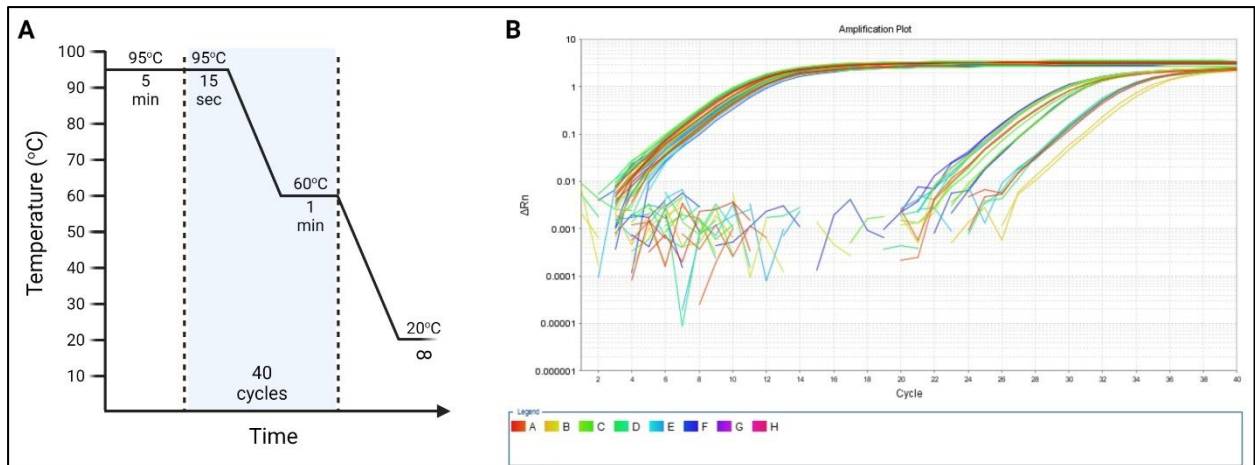 A
Temperature (°C)
100
90
80
70
60
50
40
30
20
10
95°C
5
min
95°C
15
sec
60°C
1
min
20°C
∞
40
cycles
Time
B
Amplification Plot
ΔRn
10
1
0.1
0.01
0.001
0.0001
0.00001
0.000001
2 4 6 8 10 12 14 16 18 20 22 24 26 28 30 32 34 36 38 40
Cycle
Legend
A B C D E F G H